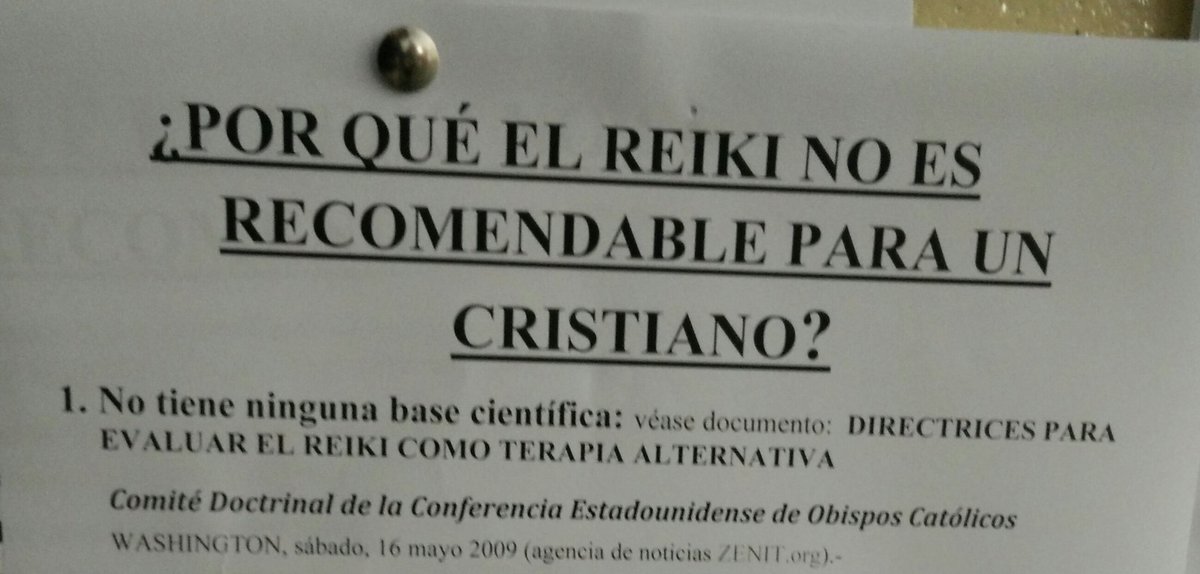 ¿POR QUÉ EL REIKI NO ES
RECOMENDABLE PARA UN
CRISTIANO?
1. No tiene ninguna base científica: véase documento: DIRECTRICES PARA
EVALUAR EL REIKI COMO TERAPIA ALTERNATIVA
Comité Doctrinal de la Conferencia Estadounidense de Obispos Católicos
WASHINGTON, sábado, 16 mayo 2009 (agencia de noticias ZENIT.org).-